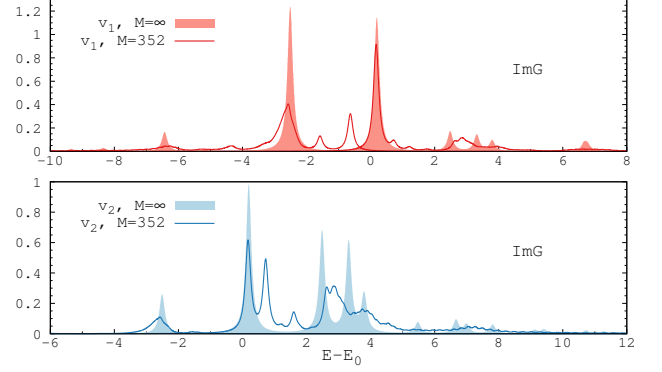 1.2
v₁, M=∞
1
v₁, M=352
0.8
ImG
0.6
0.4
0.2
0
−10 −8 −6 −4 −2 0 2 4 6 8
1
v₂, M=∞
0.8
v₂, M=352
0.6
ImG
0.4
0.2
0
−6 −4 −2 0 2 4 6 8 10 12
E−E₀